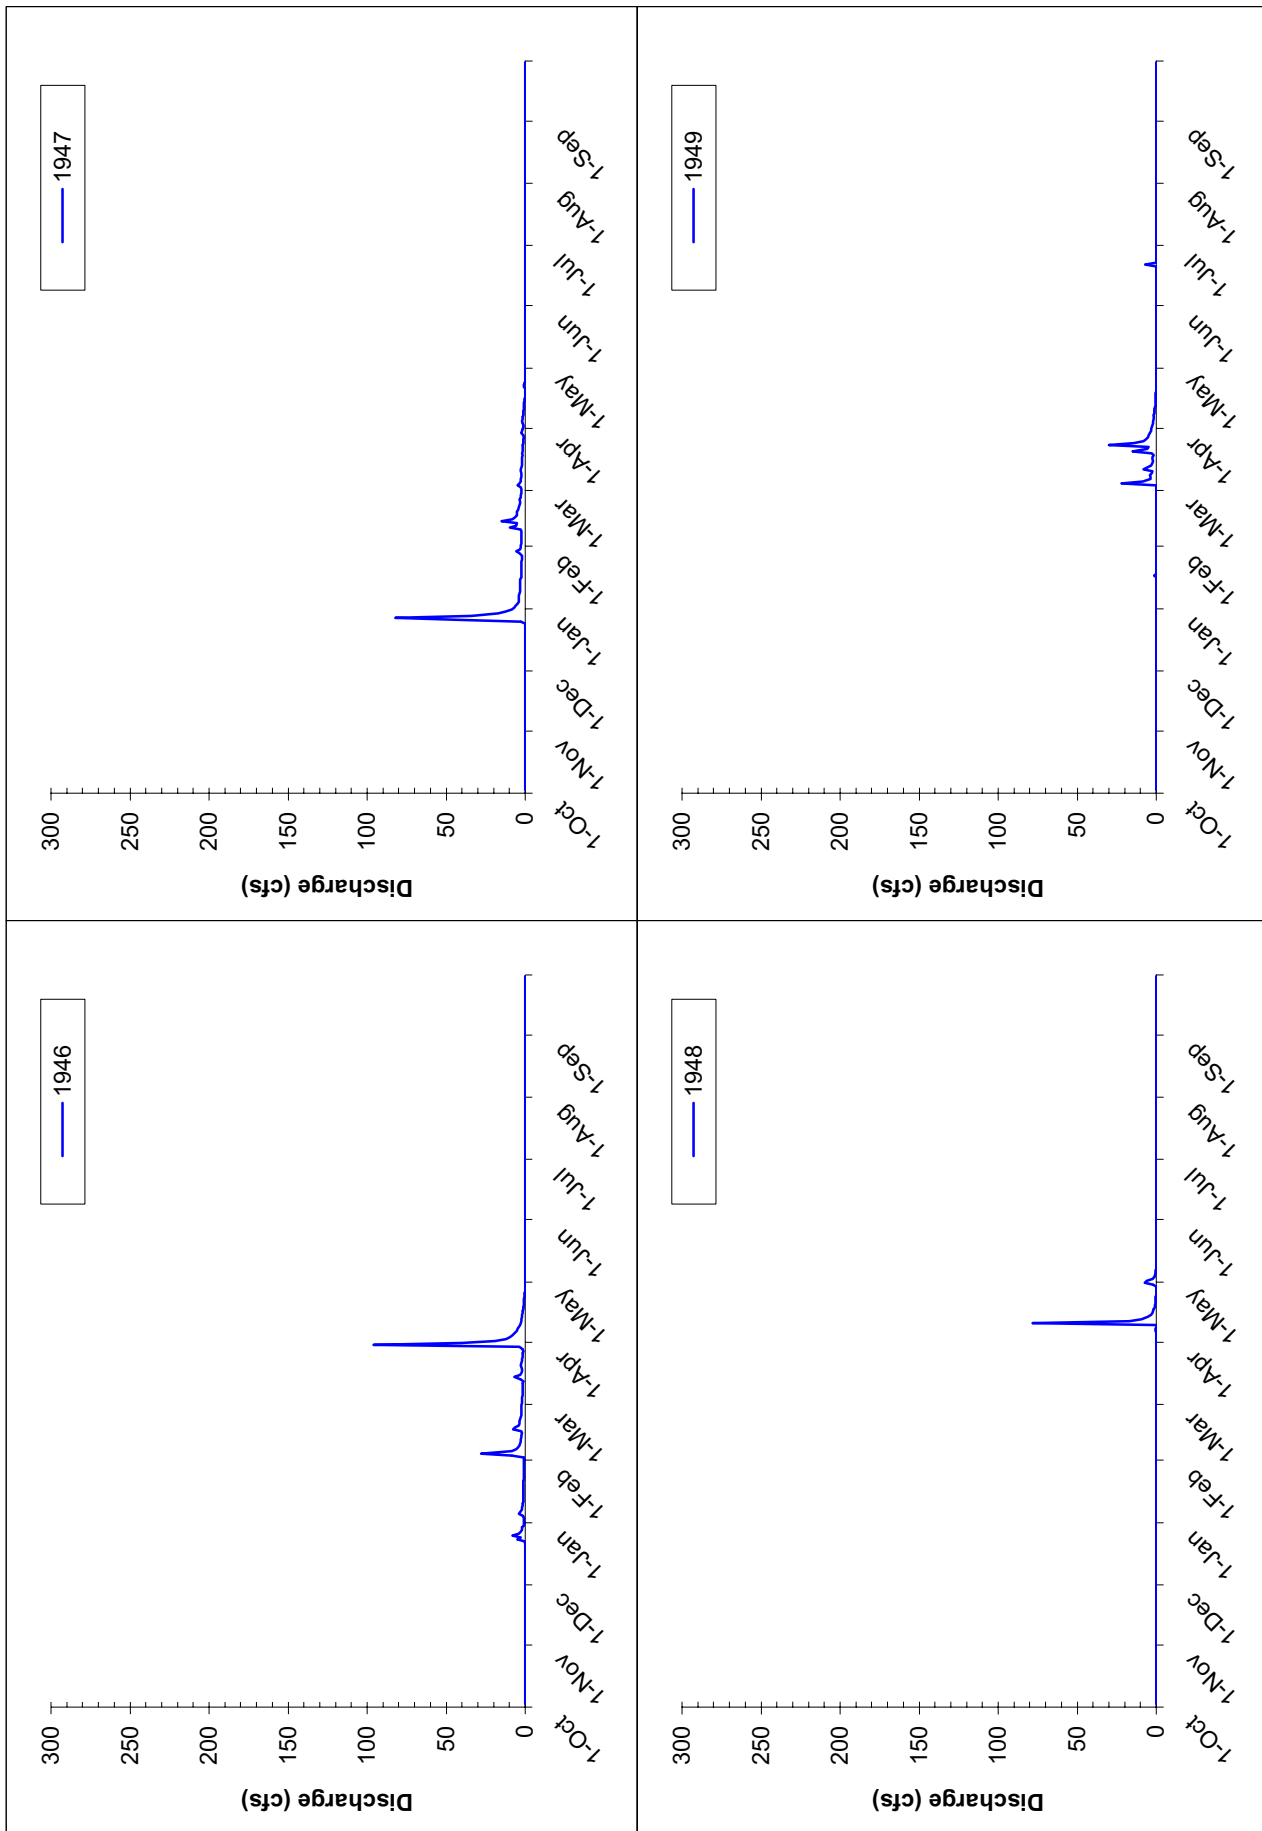 1946
Discharge (cfs)
300
250
200
150
100
50
0
1-Oct
1-Nov
1-Dec
1-Jan
1-Feb
1-Mar
1-Apr
1-May
1-Jun
1-Jul
1-Aug
1-Sep
1947
Discharge (cfs)
300
250
200
150
100
50
0
1-Oct
1-Nov
1-Dec
1-Jan
1-Feb
1-Mar
1-Apr
1-May
1-Jun
1-Jul
1-Aug
1-Sep
1948
Discharge (cfs)
300
250
200
150
100
50
0
1-Oct
1-Nov
1-Dec
1-Jan
1-Feb
1-Mar
1-Apr
1-May
1-Jun
1-Jul
1-Aug
1-Sep
1949
Discharge (cfs)
300
250
200
150
100
50
0
1-Oct
1-Nov
1-Dec
1-Jan
1-Feb
1-Mar
1-Apr
1-May
1-Jun
1-Jul
1-Aug
1-Sep